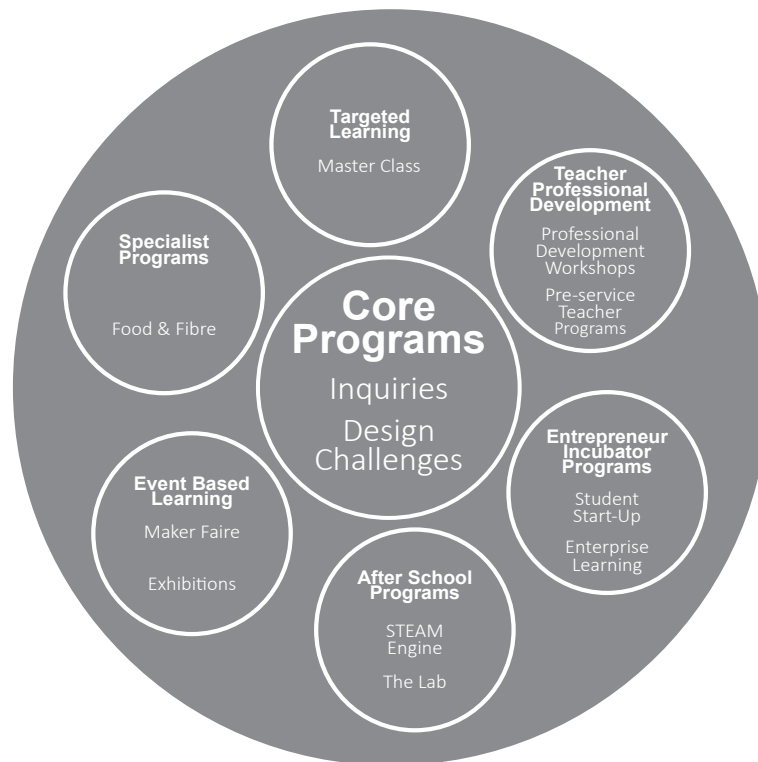 Targeted
Learning
Master Class
Teacher
Professional
Development
Professional
Development
Workshops
Pre-service
Teacher
Programs
Specialist
Programs
Food & Fibre
Core
Programs
Inquiries
Design
Challenges
Entrepreneur
Incubator
Programs
Student
Start-Up
Enterprise
Learning
Event Based
Learning
Maker Faire
Exhibitions
After School
Programs
STEAM
Engine
The Lab